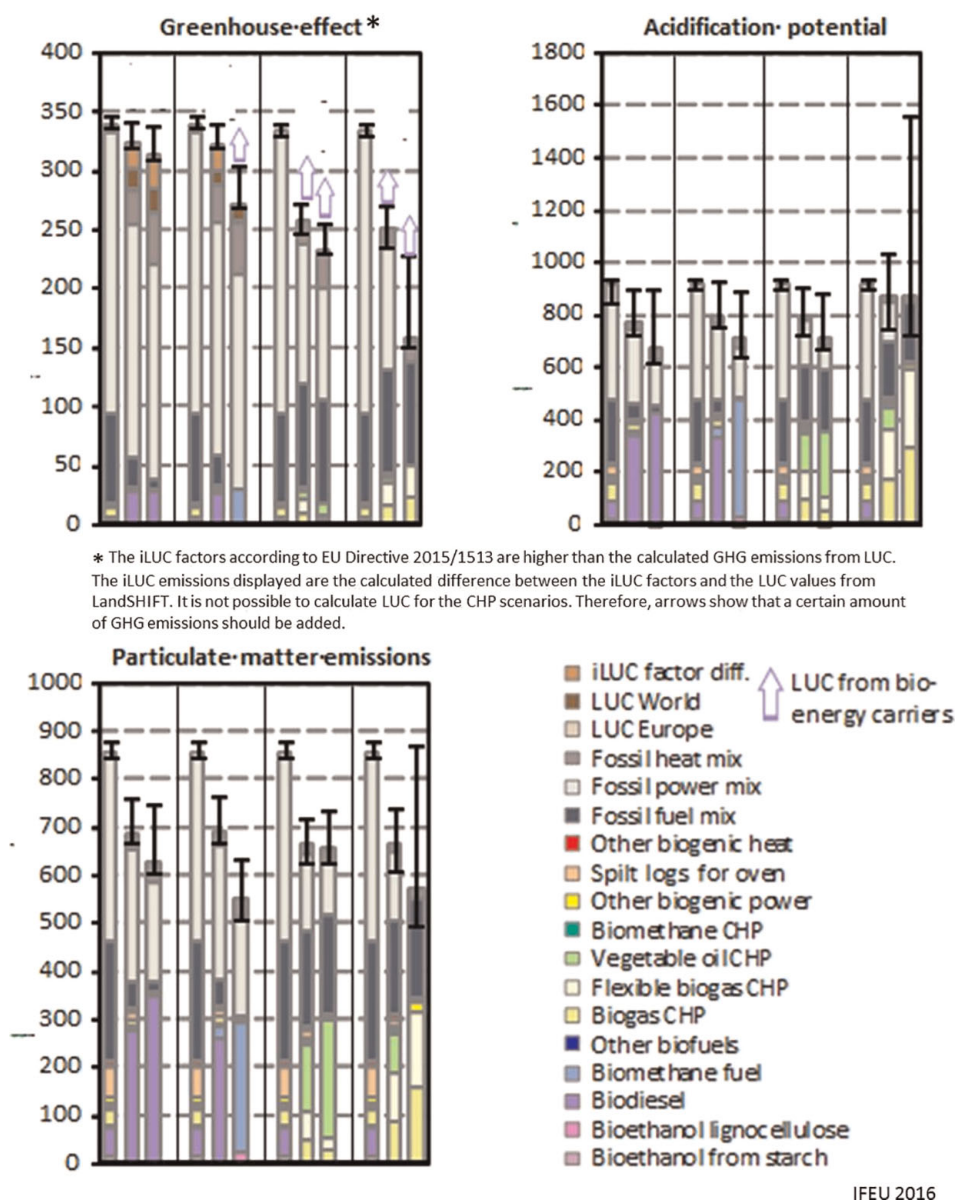 Greenhouse·effect *
Acidification· potential
400
350
300
250
200
150
100
50
0
1800
1600
1400
1200
1000
800
600
400
200
0
* The iLUC factors according to EU Directive 2015/1513 are higher than the calculated GHG emissions from LUC.
The iLUC emissions displayed are the calculated difference between the iLUC factors and the LUC values from
LandSHIFT. It is not possible to calculate LUC for the CHP scenarios. Therefore, arrows show that a certain amount
of GHG emissions should be added.
Particulate·matter·emissions
1000
900
800
700
600
500
400
300
200
100
0
iLUC factor diff.
LUC World
LUC Europe
Fossil heat mix
Fossil power mix
Fossil fuel mix
Other biogenic heat
Spilt logs for oven
Other biogenic power
Biomethane CHP
Vegetable oilCHP
Flexible biogas CHP
Biogas CHP
Other biofuels
Biomethane fuel
Biodiesel
Bioethanol lignocellulose
Bioethanol from starch
LUC from bio-
energy carriers
IFEU 2016